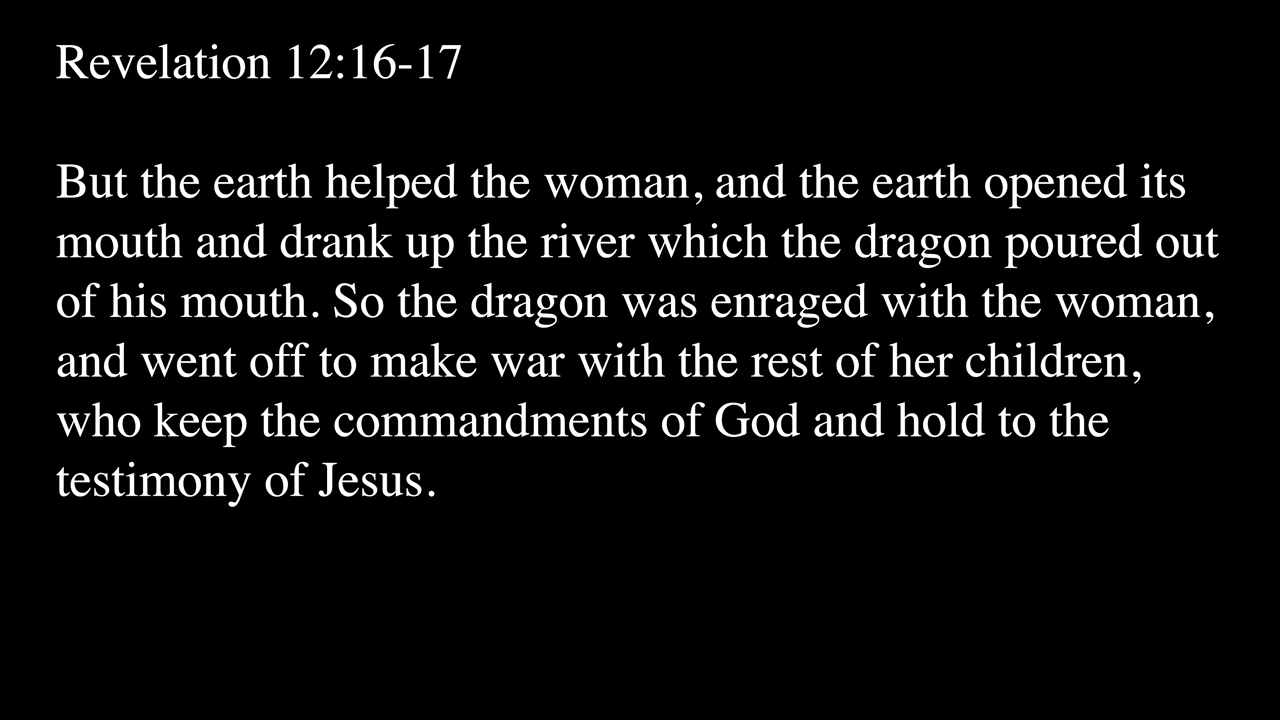 Revelation 12:16-17
But the earth helped the woman, and the earth opened its
mouth and drank up the river which the dragon poured out
of his mouth. So the dragon was enraged with the woman,
and went off to make war with the rest of her children,
who keep the commandments of God and hold to the
testimony of Jesus.